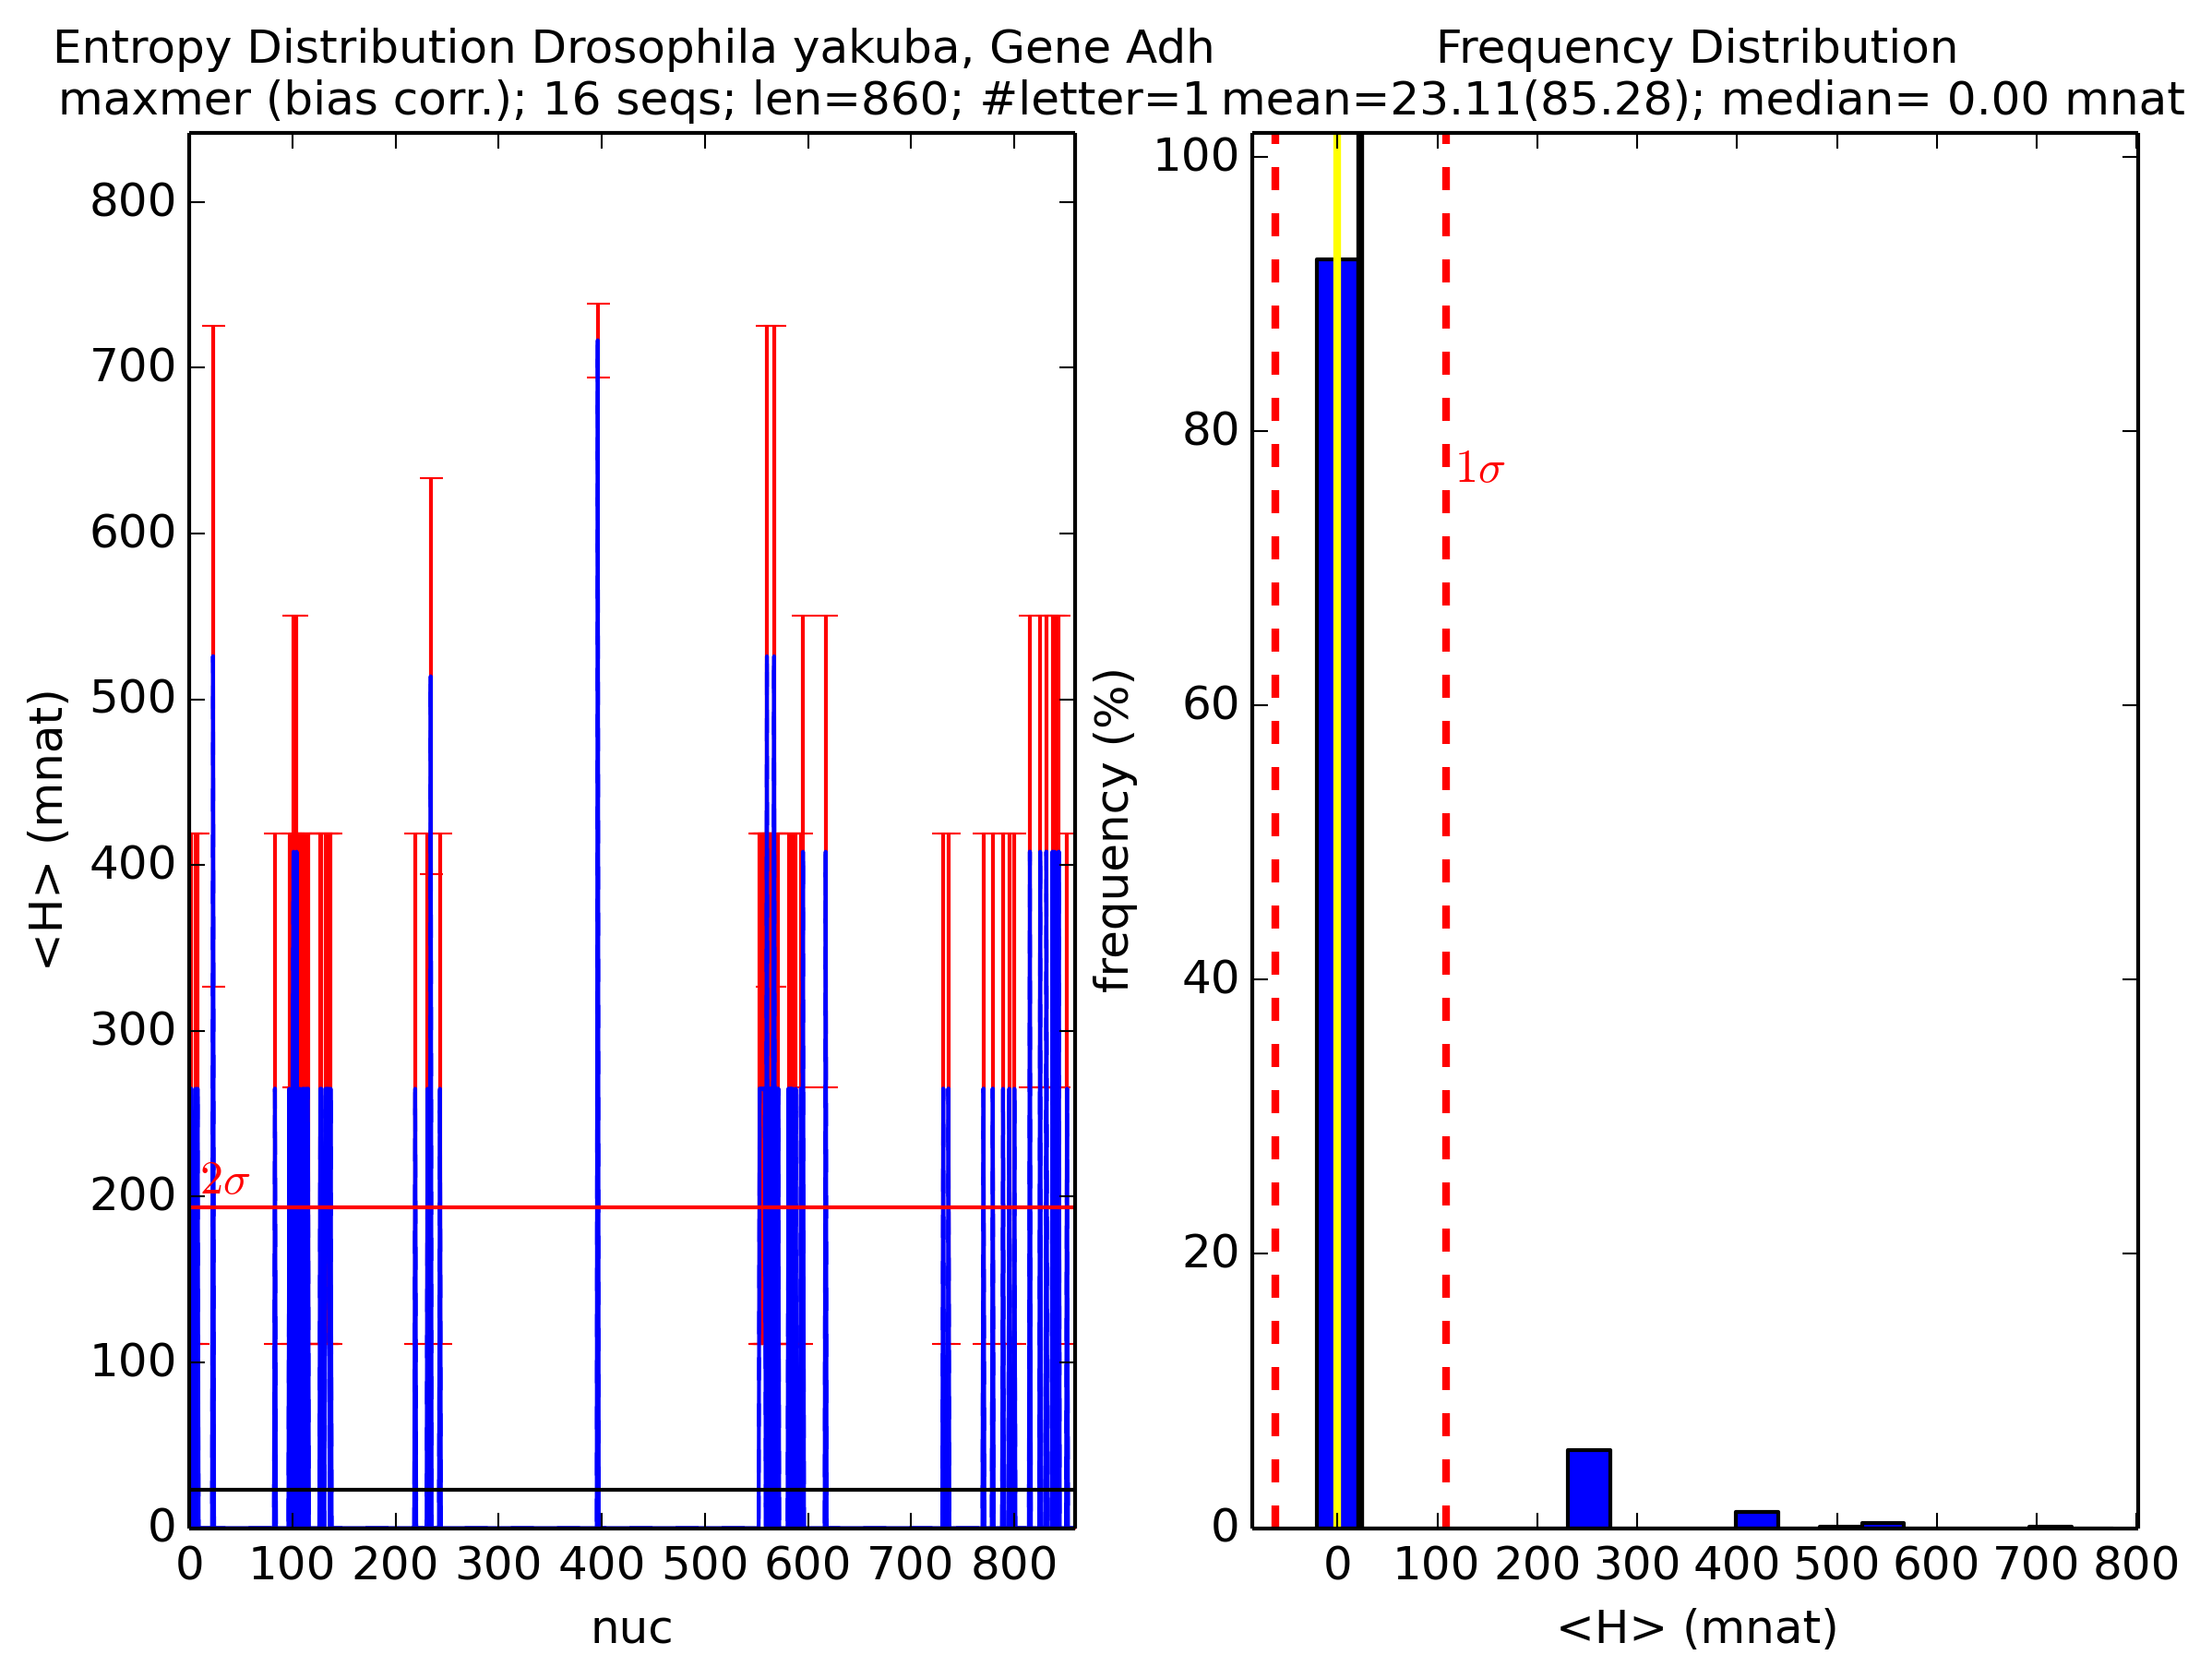 Entropy Distribution Drosophila yakuba, Gene Adh
maxmer (bias corr.); 16 seqs; len=860; #letter=1
<H> (mnat)
800
700
600
500
400
300
200
100
0
2σ
0 100 200 300 400 500 600 700 800
nuc
Frequency Distribution
mean=23.11(85.28); median= 0.00 mnat
frequency (%)
100
80
60
40
20
0
1σ
0 100 200 300 400 500 600 700 800
<H> (mnat)